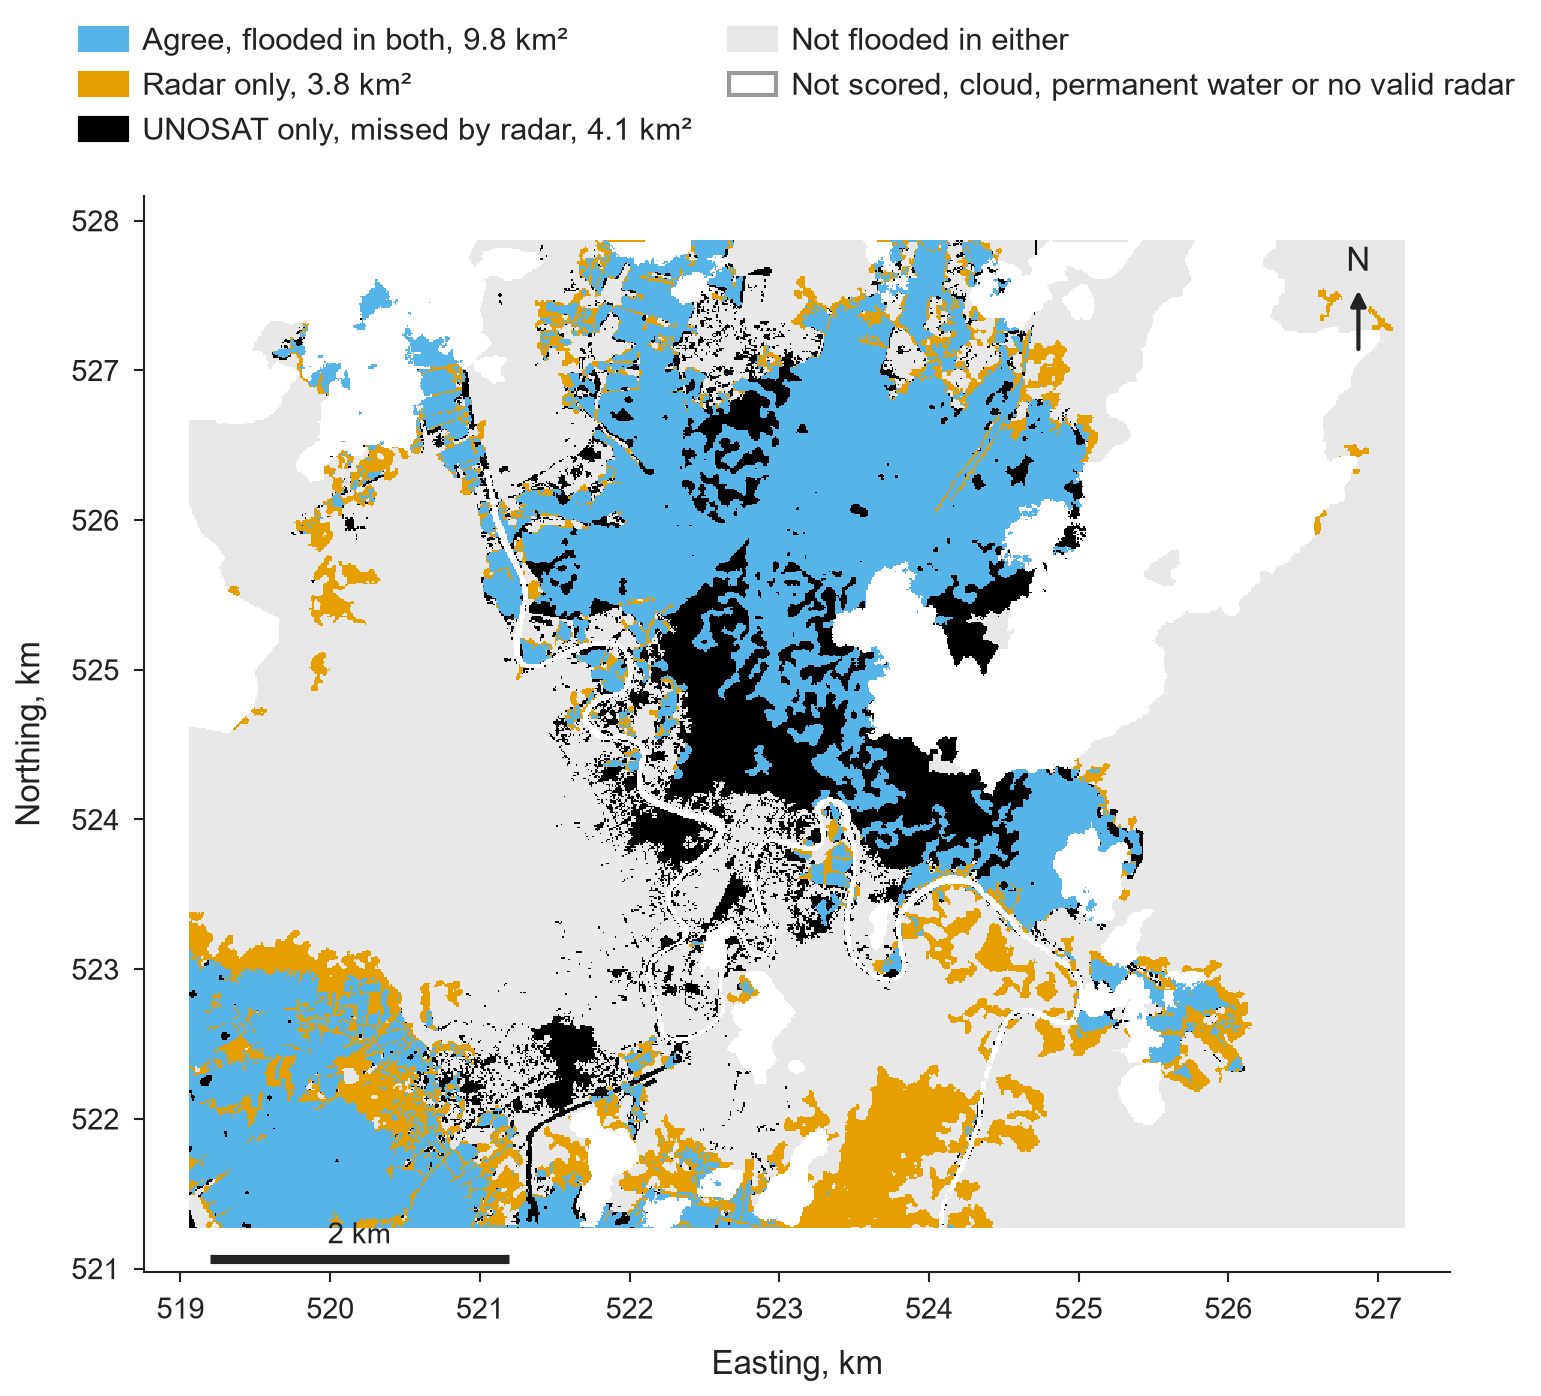 Agree, flooded in both, 9.8 km²
Radar only, 3.8 km²
UNOSAT only, missed by radar, 4.1 km²
Not flooded in either
Not scored, cloud, permanent water or no valid radar
528
527
526
525
524
523
522
521
Northing, km
N
2 km
519 520 521 522 523 524 525 526 527
Easting, km